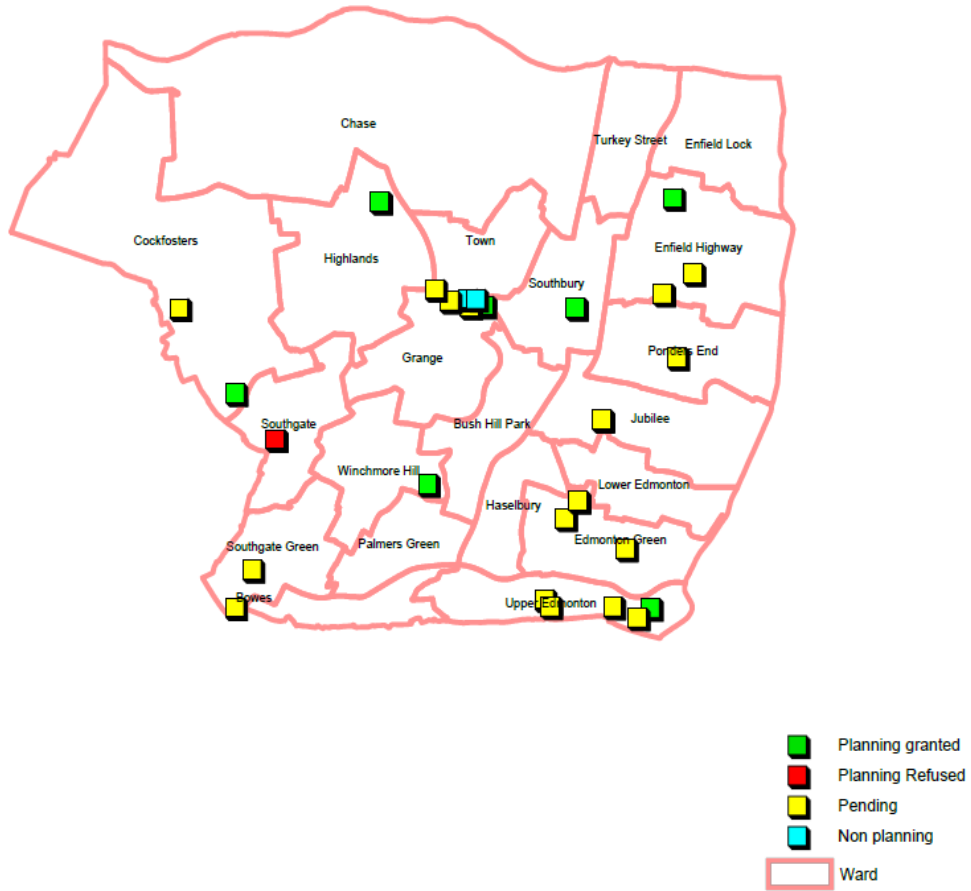 Chase
Turkey Street
Enfield Lock
Cockfosters
Town
Enfield Highway
Highlands
Southbury
Ponders End
Grange
Southgate
Bush Hill Park
Jubilee
Winchmore Hill
Lower Edmonton
Haselbury
Edmonton Green
Southgate Green
Palmers Green
Bowes
Upper Edmonton
Planning granted
Planning Refused
Pending
Non planning
Ward